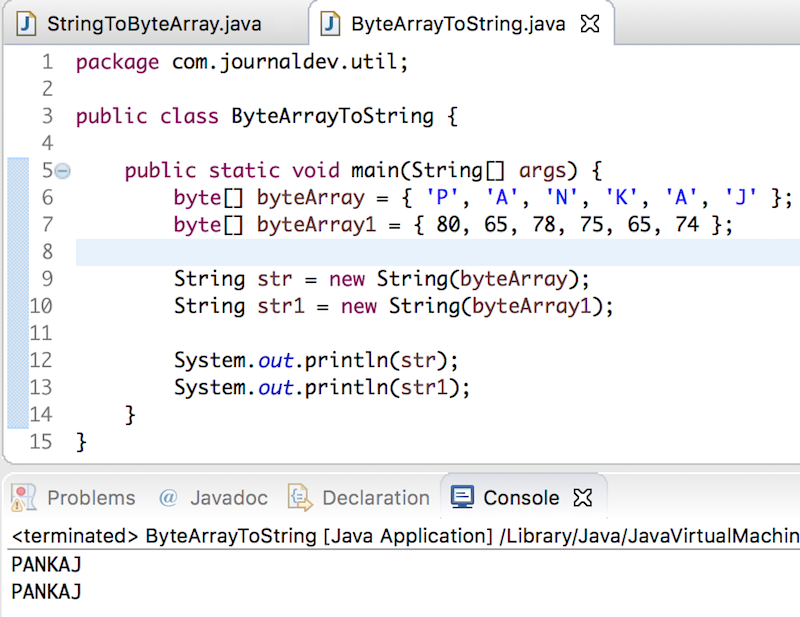 StringToByteArray.java ByteArrayToString.java
1 package com.journaldev.util;
2
3 public class ByteArrayToString {
4
5 public static void main(String[] args) {
6 byte[] byteArray = { 'P', 'A', 'N', 'K', 'A', 'J' };
7 byte[] byteArray1 = { 80, 65, 78, 75, 65, 74 };
8
9 String str = new String(byteArray);
10 String str1 = new String(byteArray1);
11
12 System.out.println(str);
13 System.out.println(str1);
14 }
15 }
Problems @ Javadoc Declaration Console
<terminated> ByteArrayToString [Java Application] /Library/Java/JavaVirtualMachin
PANKAJ
PANKAJ